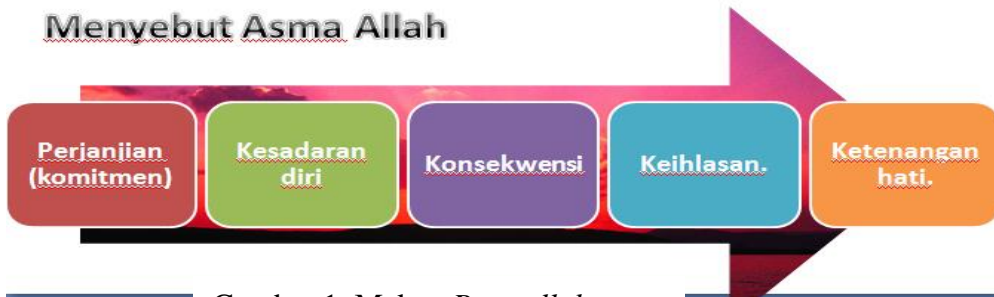 Menyebut Asma Allah
Perjanjian
(komitmen)
Kesadaran
diri
Konsekwensi
Keihlasan.
Ketenangan
hati.